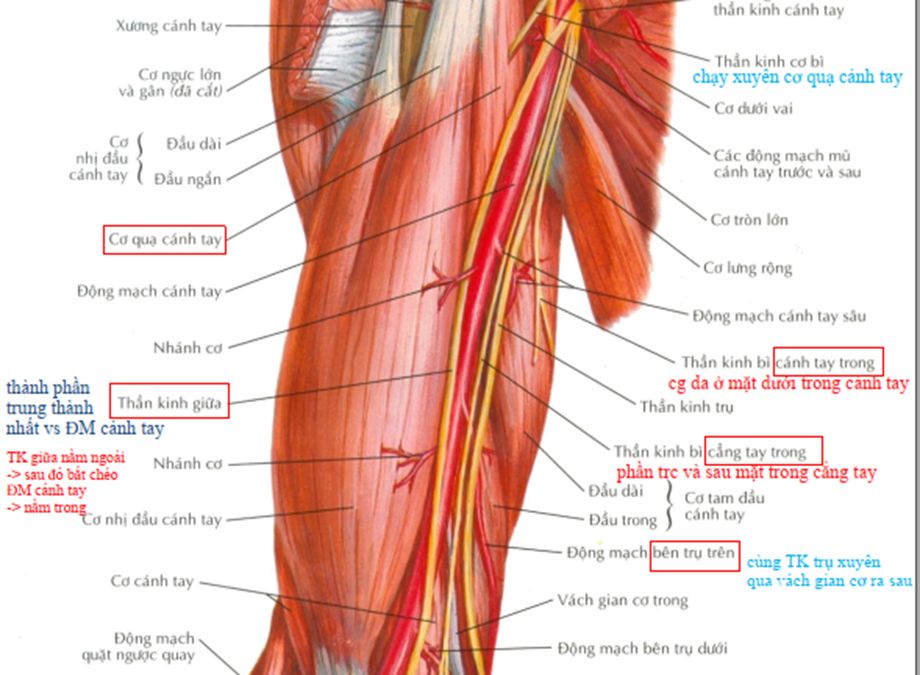 Xương cánh tay
Cơ ngực lớn
và gân (đã cắt)
Cơ
nhị đầu
cánh tay
Đầu dài
Đầu ngắn
Cơ quạ cánh tay
Động mạch cánh tay
Nhánh cơ
thành phần
trung thành
nhất vs ĐM cánh tay
Thần kinh giữa
TK giữa nằm ngoài
-> sau đó bắt chéo
ĐM cánh tay
-> nằm trong
Nhánh cơ
Cơ nhị đầu cánh tay
Cơ cánh tay
Động mạch
quặt ngược quay
thần kinh cánh tay
Thần kinh cơ bì
chạy xuyên cơ quạ cánh tay
Cơ dưới vai
Các động mạch mũ
cánh tay trước và sau
Cơ tròn lớn
Cơ lưng rộng
Động mạch cánh tay sâu
Thần kinh bì cánh tay trong
cg da ở mặt dưới trong cánh tay
Thần kinh trụ
Thần kinh bì cẳng tay trong
phần trc và sau mặt trong cẳng tay
Đầu dài
Đầu trong
Cơ tam đầu
cánh tay
Động mạch bên trụ trên
cùng TK trụ xuyên
qua vách gian cơ ra sau
Vách gian cơ trong
Động mạch bên trụ dưới